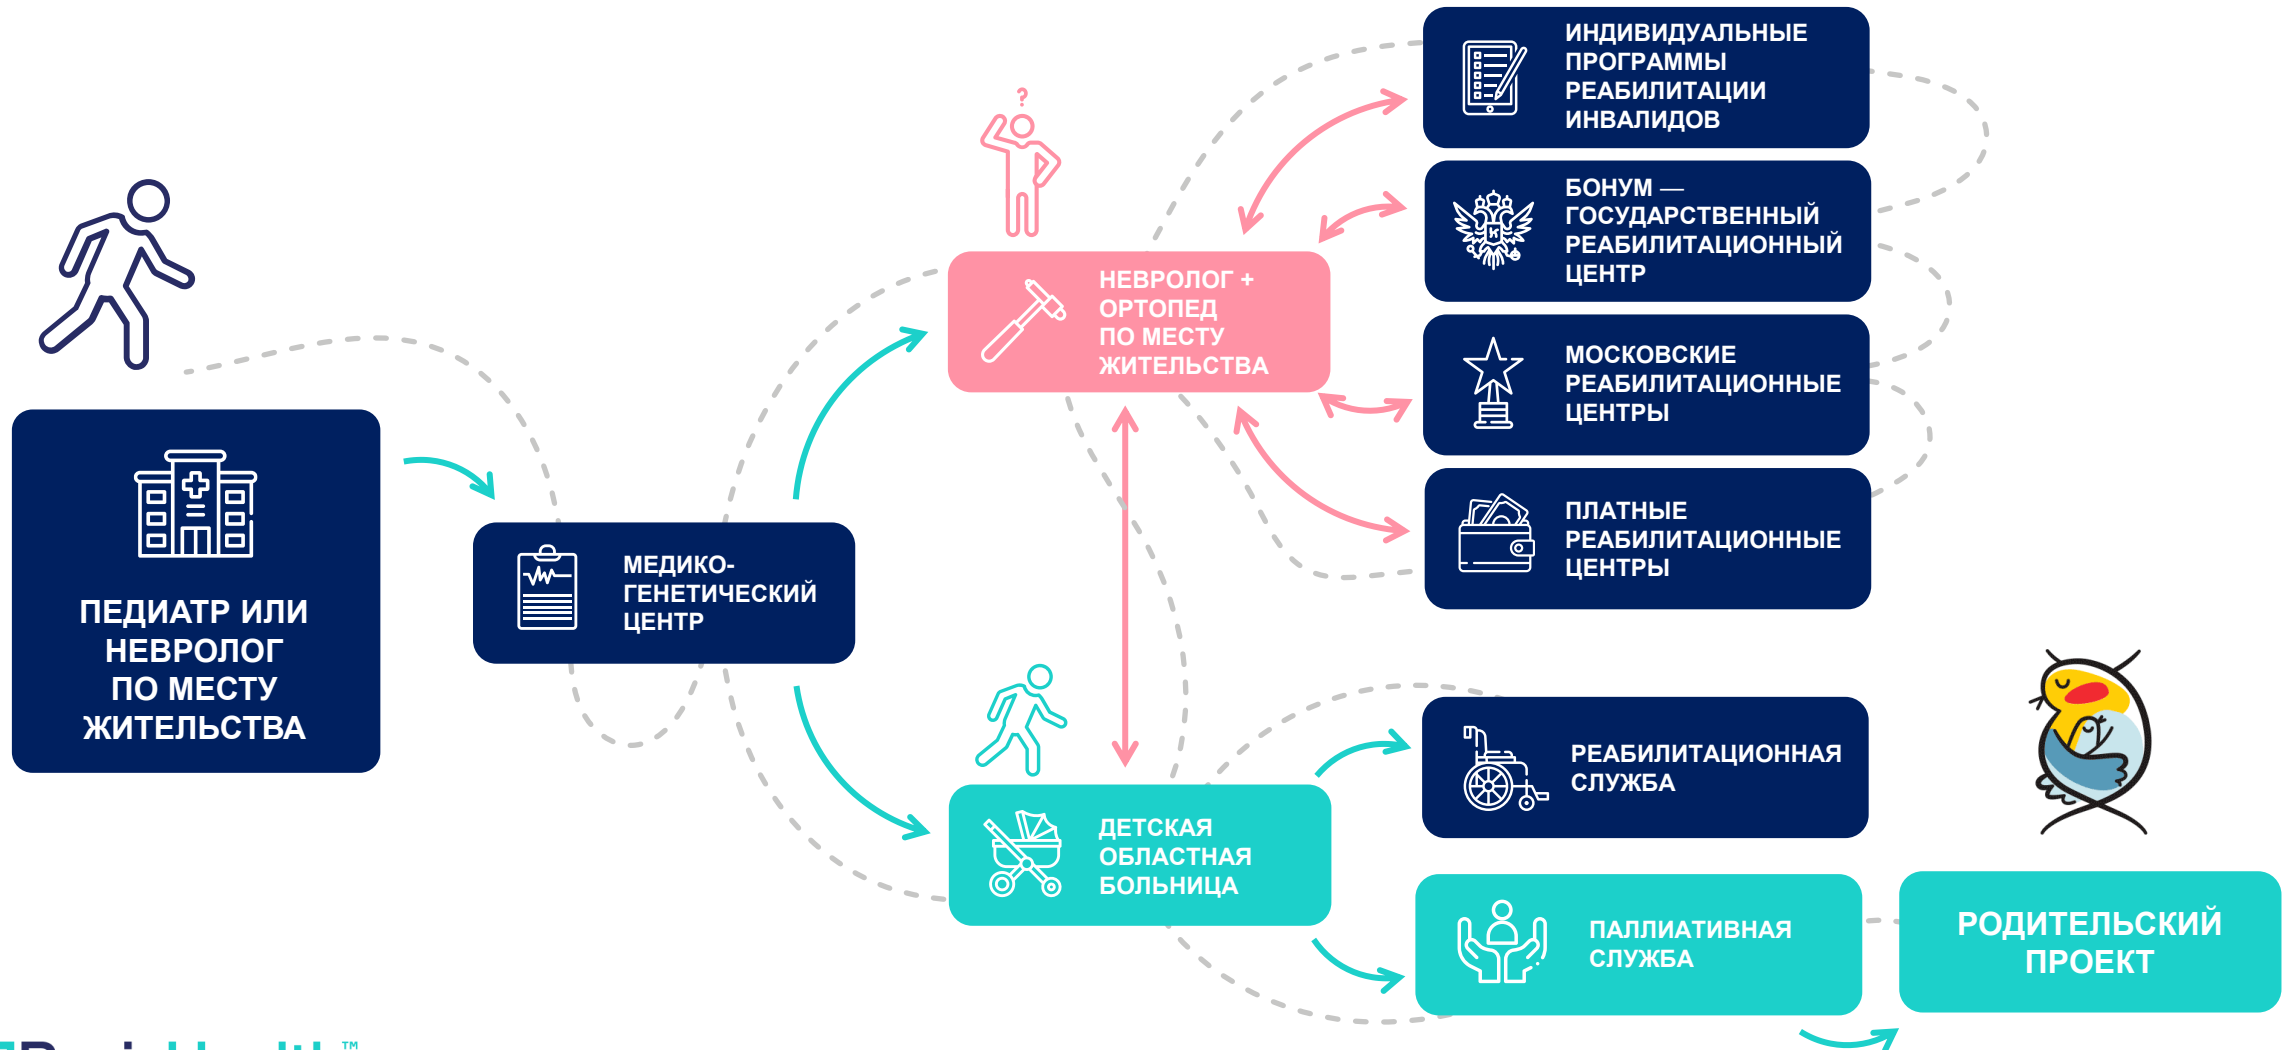 ПЕДИАТР ИЛИ
НЕВРОЛОГ
ПО МЕСТУ
ЖИТЕЛЬСТВА
МЕДИКО-
ГЕНЕТИЧЕСКИЙ
ЦЕНТР
?
НЕВРОЛОГ +
ОРТОПЕД
ПО МЕСТУ
ЖИТЕЛЬСТВА
ДЕТСКАЯ
ОБЛАСТНАЯ
БОЛЬНИЦА
ИНДИВИДУАЛЬНЫЕ
ПРОГРАММЫ
РЕАБИЛИТАЦИИ
ИНВАЛИДОВ
БОНУМ —
ГОСУДАРСТВЕННЫЙ
РЕАБИЛИТАЦИОННЫЙ
ЦЕНТР
МОСКОВСКИЕ
РЕАБИЛИТАЦИОННЫЕ
ЦЕНТРЫ
ПЛАТНЫЕ
РЕАБИЛИТАЦИОННЫЕ
ЦЕНТРЫ
РЕАБИЛИТАЦИОННАЯ
СЛУЖБА
ПАЛЛИАТИВНАЯ
СЛУЖБА
РОДИТЕЛЬСКИЙ
ПРОЕКТ
™